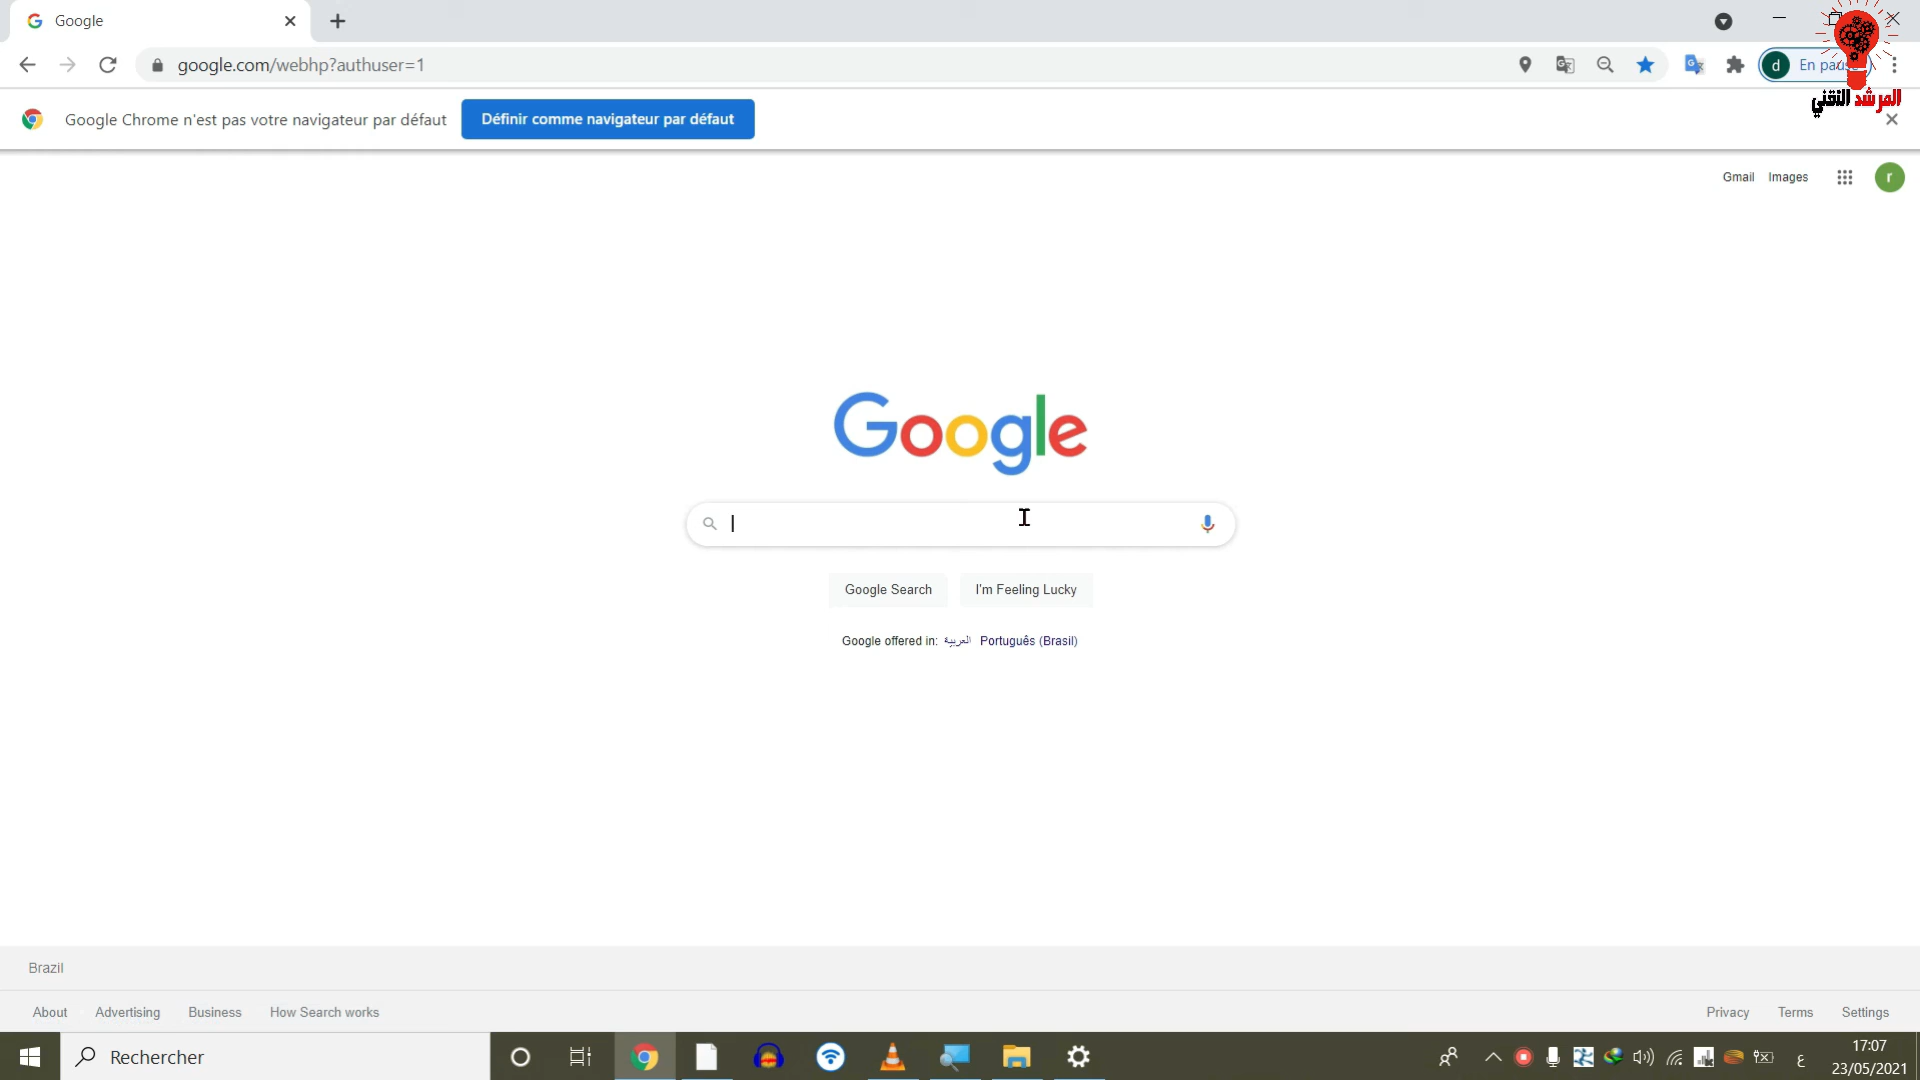 Google
google.com/webhp?authuser=1
d En pause
المرشد التقني
Google Chrome n'est pas votre navigateur par défaut Définir comme navigateur par défaut
Gmail Images r
Google
Google Search I'm Feeling Lucky
Google offered in: العربية Português (Brasil)
Brazil
About Advertising Business How Search works Privacy Terms Settings
Rechercher ع 17:07
23/05/2021